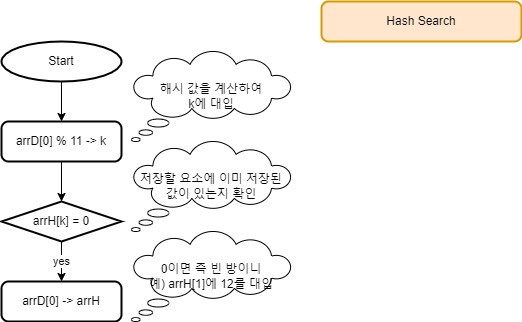 Hash Search
Start
해시 값을 계산하여
k에 대입
arrD[0] % 11 -> k
저장할 요소에 이미 저장된
값이 있는지 확인
arrH[k] = 0
yes
0이면 즉 빈 방이니
예) arrH[1]에 12를 대입
arrD[0] -> arrH